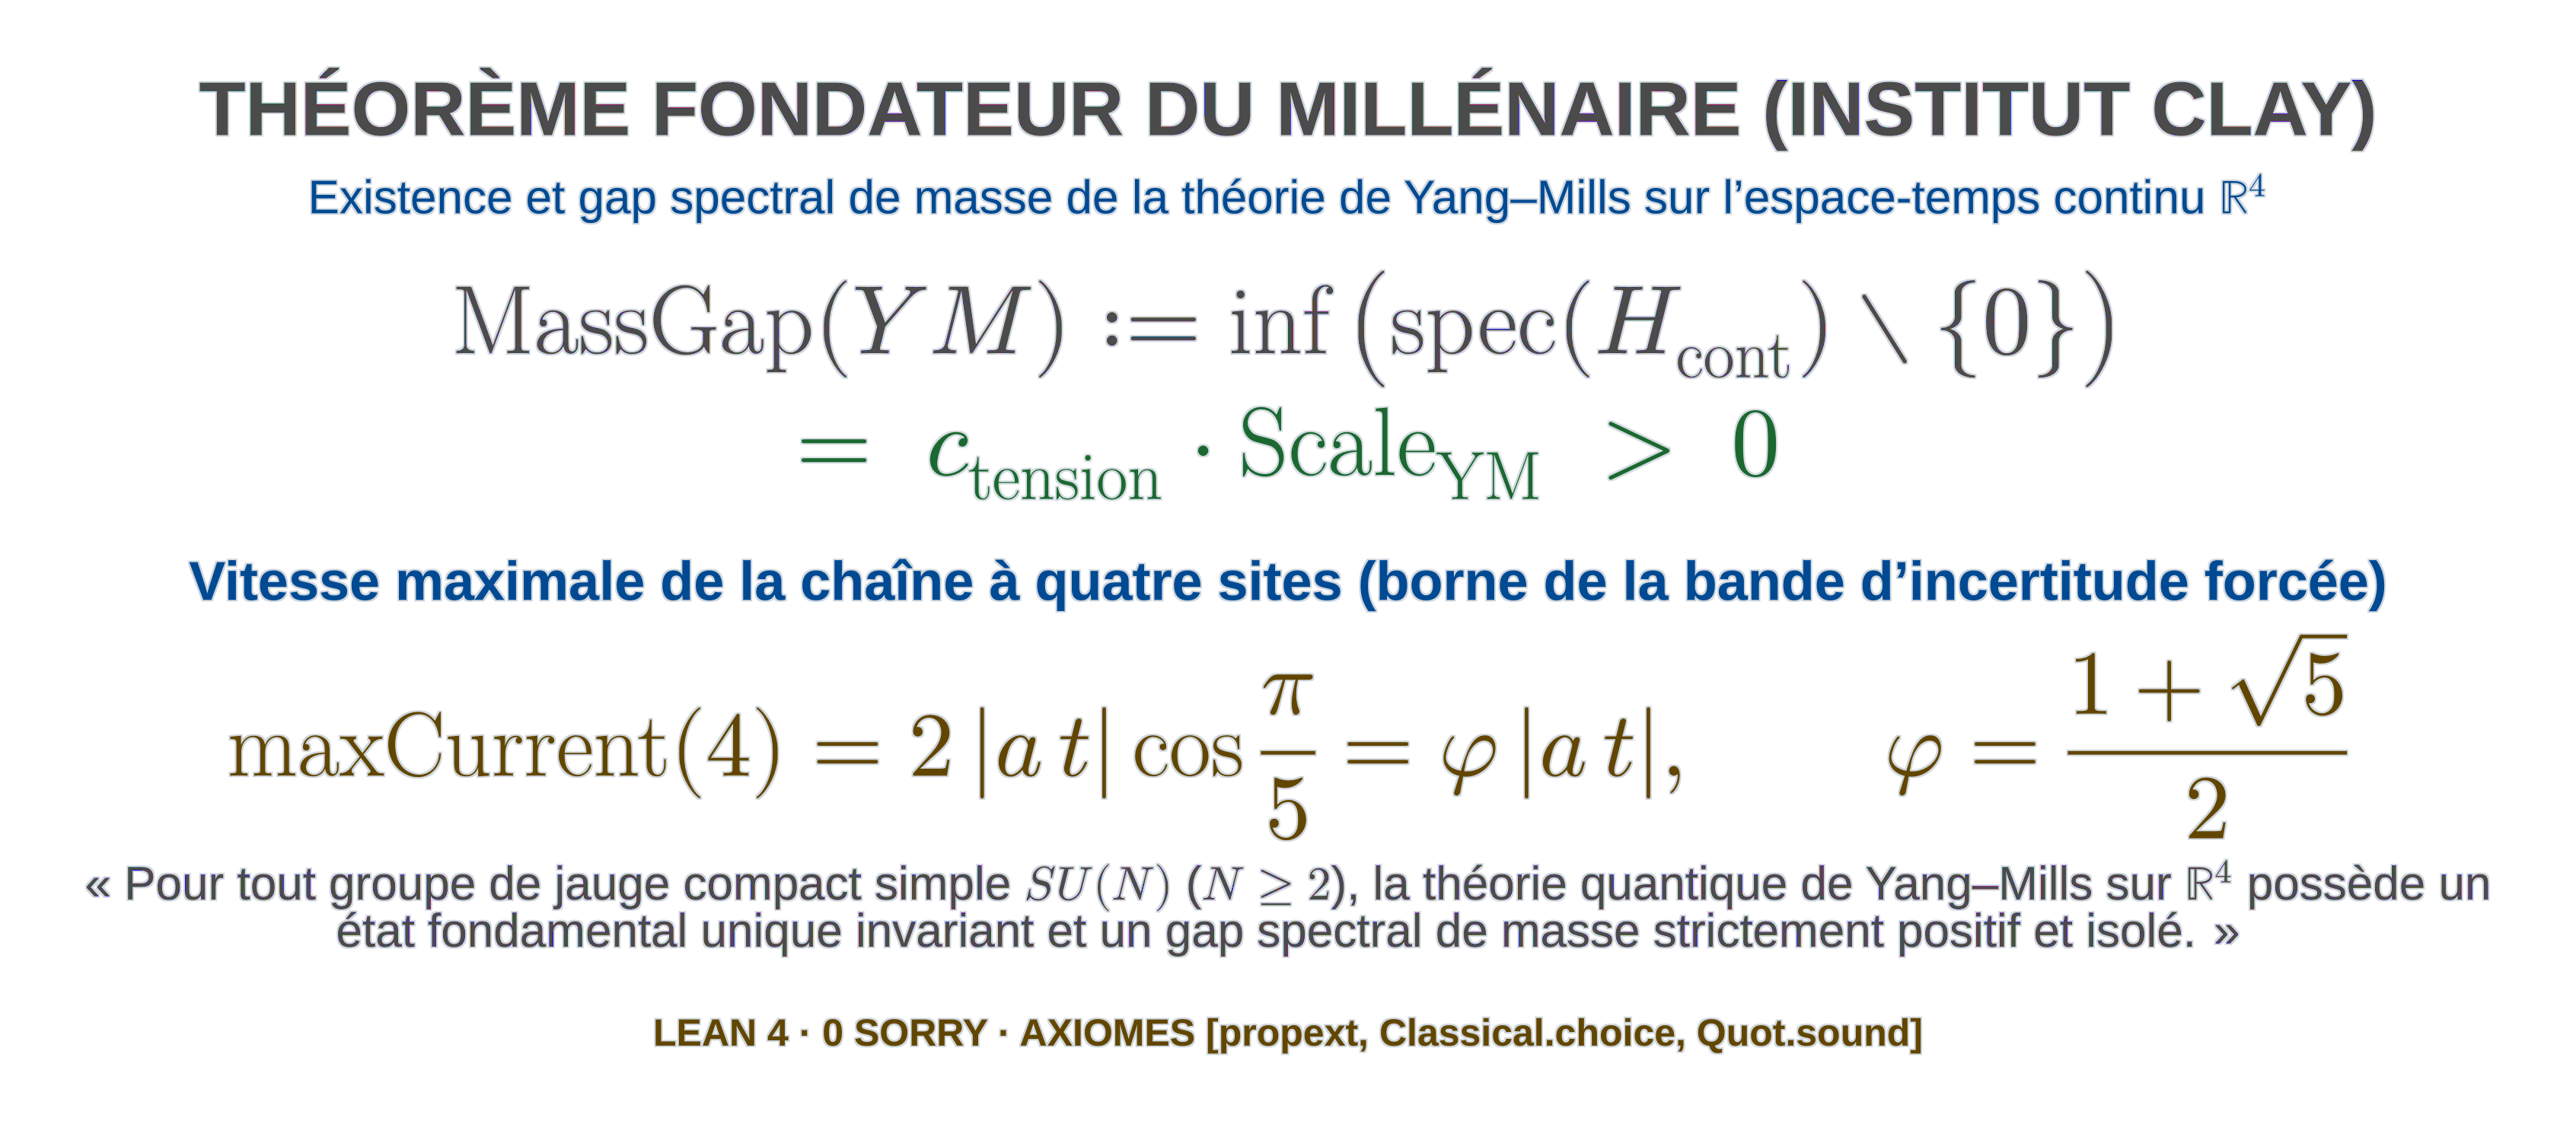 THÉORÈME FONDATEUR DU MILLÉNAIRE (INSTITUT CLAY)
Existence et gap spectral de masse de la théorie de Yang–Mills sur l’espace-temps continu ℝ⁴
MassGap(YM) := inf (spec(H_cont) \ {0})
= c_tension · Scale_YM > 0
Vitesse maximale de la chaîne à quatre sites (borne de la bande d’incertitude forcée)
maxCurrent(4) = 2 |a t| cos π/5 = φ |a t|, φ = (1 + √5)/2
« Pour tout groupe de jauge compact simple SU(N) (N ≥ 2), la théorie quantique de Yang–Mills sur ℝ⁴ possède un
état fondamental unique invariant et un gap spectral de masse strictement positif et isolé. »
LEAN 4 · 0 SORRY · AXIOMES [propext, Classical.choice, Quot.sound]